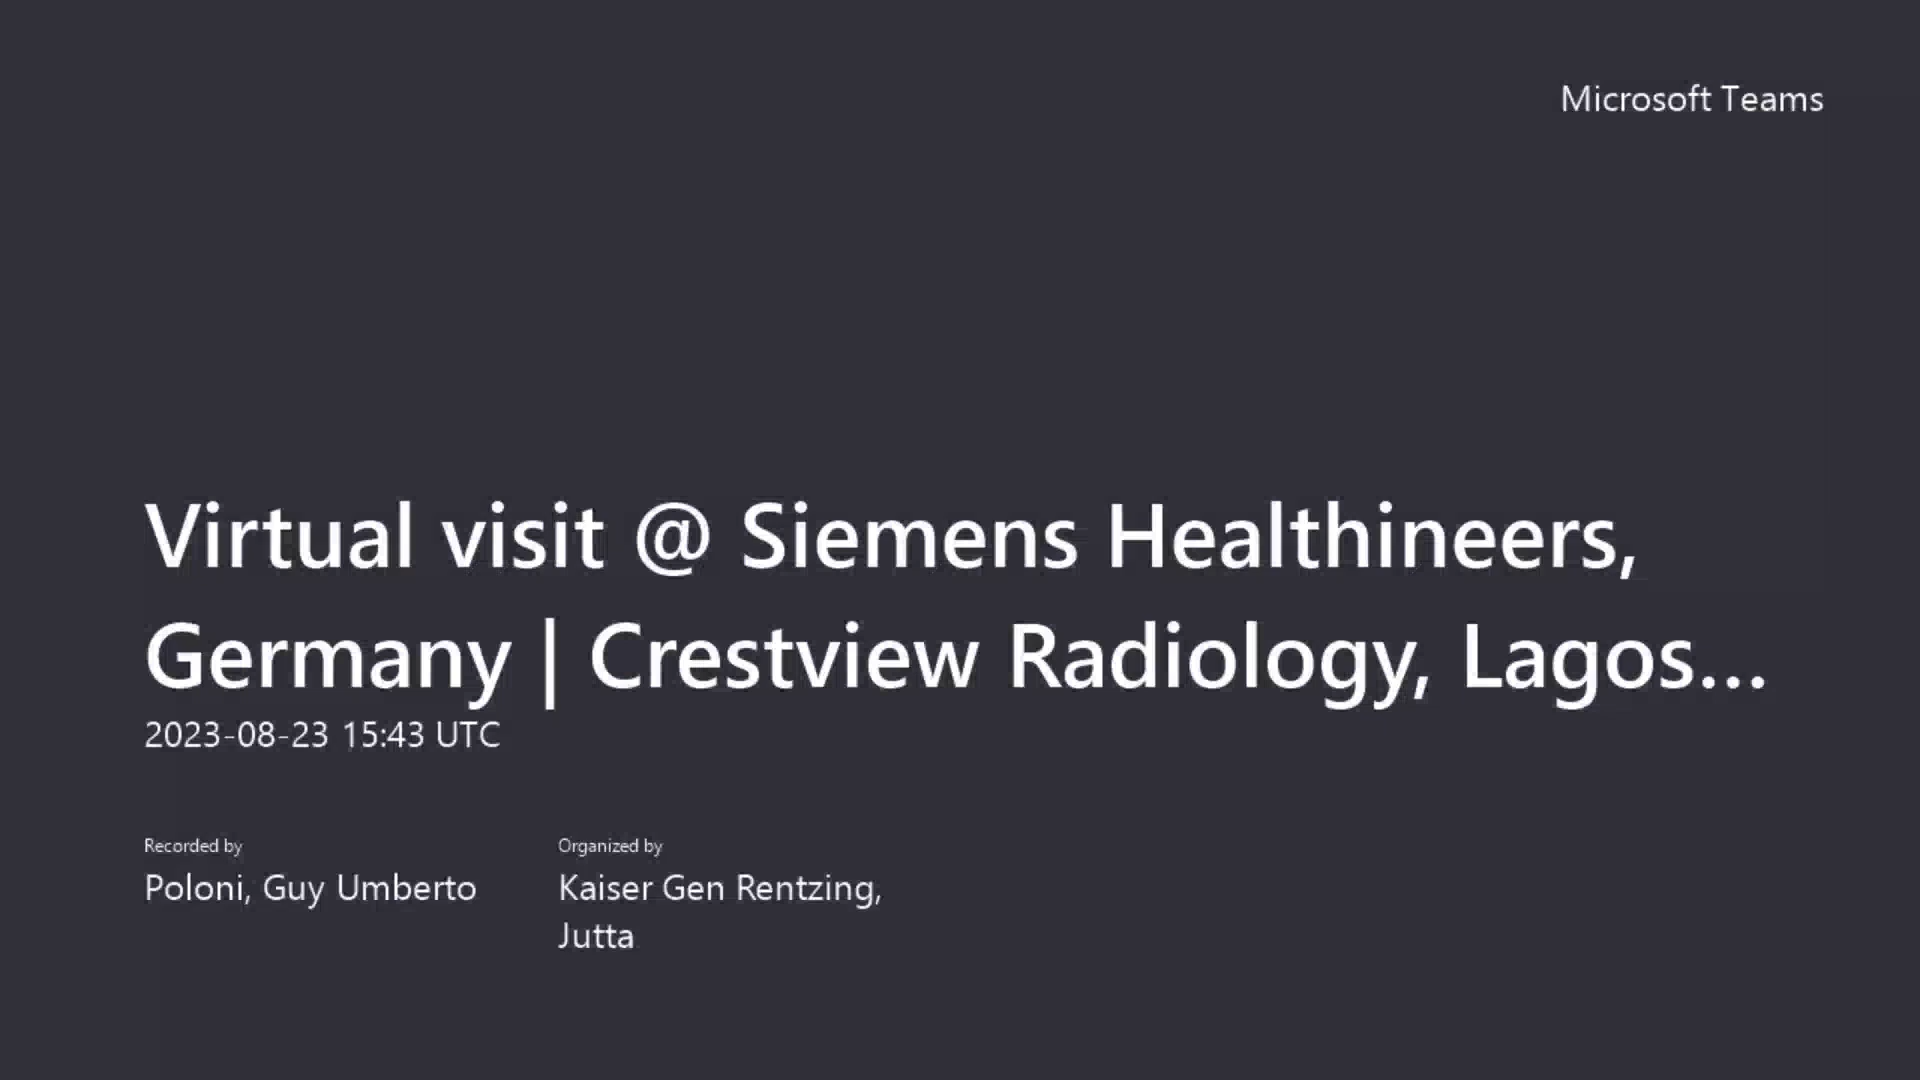 Microsoft Teams
Virtual visit @ Siemens Healthineers,
Germany | Crestview Radiology, Lagos...
2023-08-23 15:43 UTC
Recorded by
Poloni, Guy Umberto
Organized by
Kaiser Gen Rentzing,
Jutta